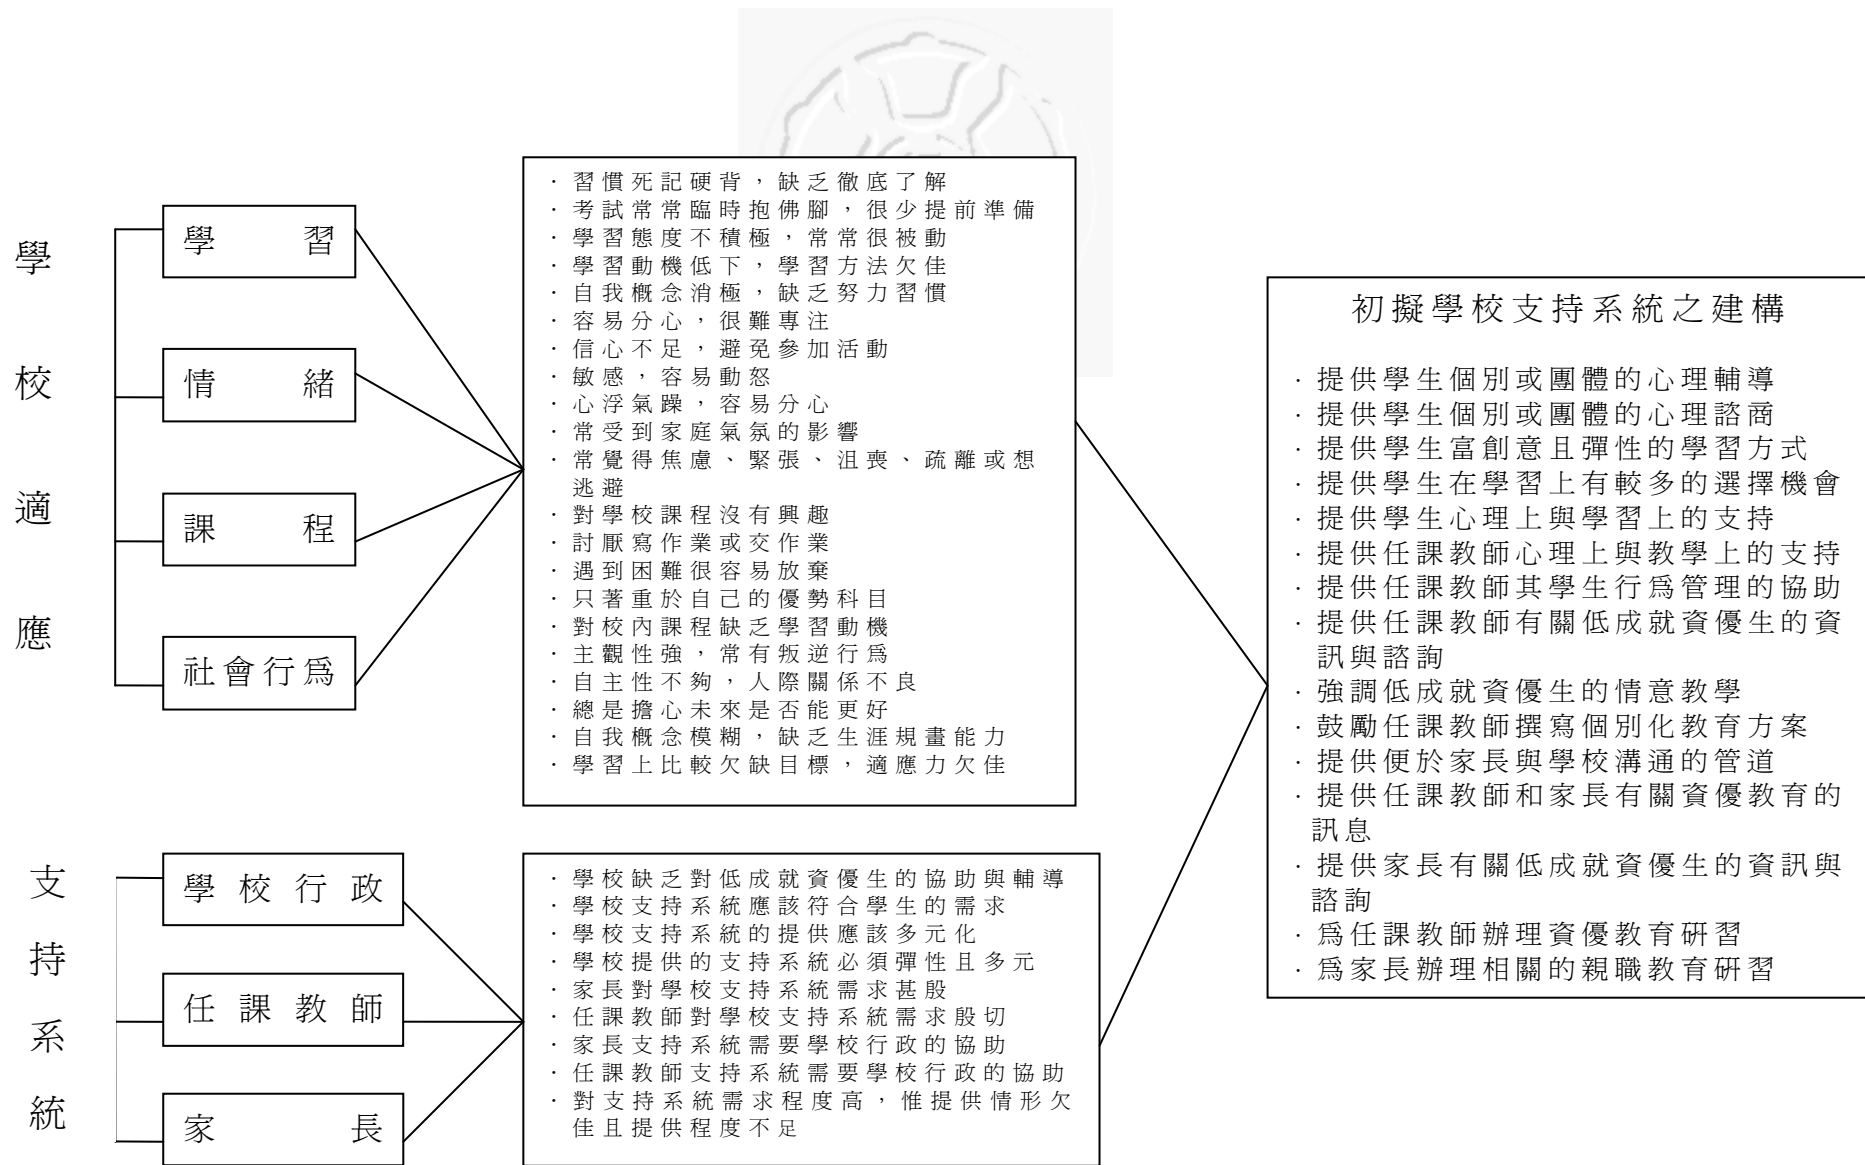 學校適應
學習
情緒
課程
社會行為
．習慣死記硬背，缺乏徹底了解
．考試常常臨時抱佛腳，很少提前準備
．學習態度不積極，常常很被動
．學習動機低下，學習方法欠佳
．自我概念消極，缺乏努力習慣
．容易分心，很難專注
．信心不足，避免參加活動
．敏感，容易動怒
．心浮氣躁，容易分心
．常受到家庭氣氛的影響
．常覺得焦慮、緊張、沮喪、疏離或想
逃避
．對學校課程沒有興趣
．討厭寫作業或交作業
．遇到困難很容易放棄
．只著重於自己的優勢科目
．對校內課程缺乏學習動機
．主觀性強，常有叛逆行為
．自主性不夠，人際關係不良
．總是擔心未來是否能更好
．自我概念模糊，缺乏生涯規畫能力
．學習上比較欠缺目標，適應力欠佳
支持系統
學校行政
任課教師
家長
．學校缺乏對低成就資優生的協助與輔導
．學校支持系統應該符合學生的需求
．學校支持系統的提供應該多元化
．學校提供的支持系統必須彈性且多元
．家長對學校支持系統需求甚殷
．任課教師對學校支持系統需求殷切
．家長支持系統需要學校行政的協助
．任課教師支持系統需要學校行政的協助
．對支持系統需求程度高，惟提供情形欠
佳且提供程度不足
初擬學校支持系統之建構
．提供學生個別或團體的心理輔導
．提供學生個別或團體的心理諮商
．提供學生富創意且彈性的學習方式
．提供學生在學習上有較多的選擇機會
．提供學生心理上與學習上的支持
．提供任課教師心理上與教學上的支持
．提供任課教師其學生行為管理的協助
．提供任課教師有關低成就資優生的資
訊與諮詢
．強調低成就資優生的情意教學
．鼓勵任課教師撰寫個別化教育方案
．提供便於家長與學校溝通的管道
．提供任課教師和家長有關資優教育的
訊息
．提供家長有關低成就資優生的資訊與
諮詢
．為任課教師辦理資優教育研習
．為家長辦理相關的親職教育研習